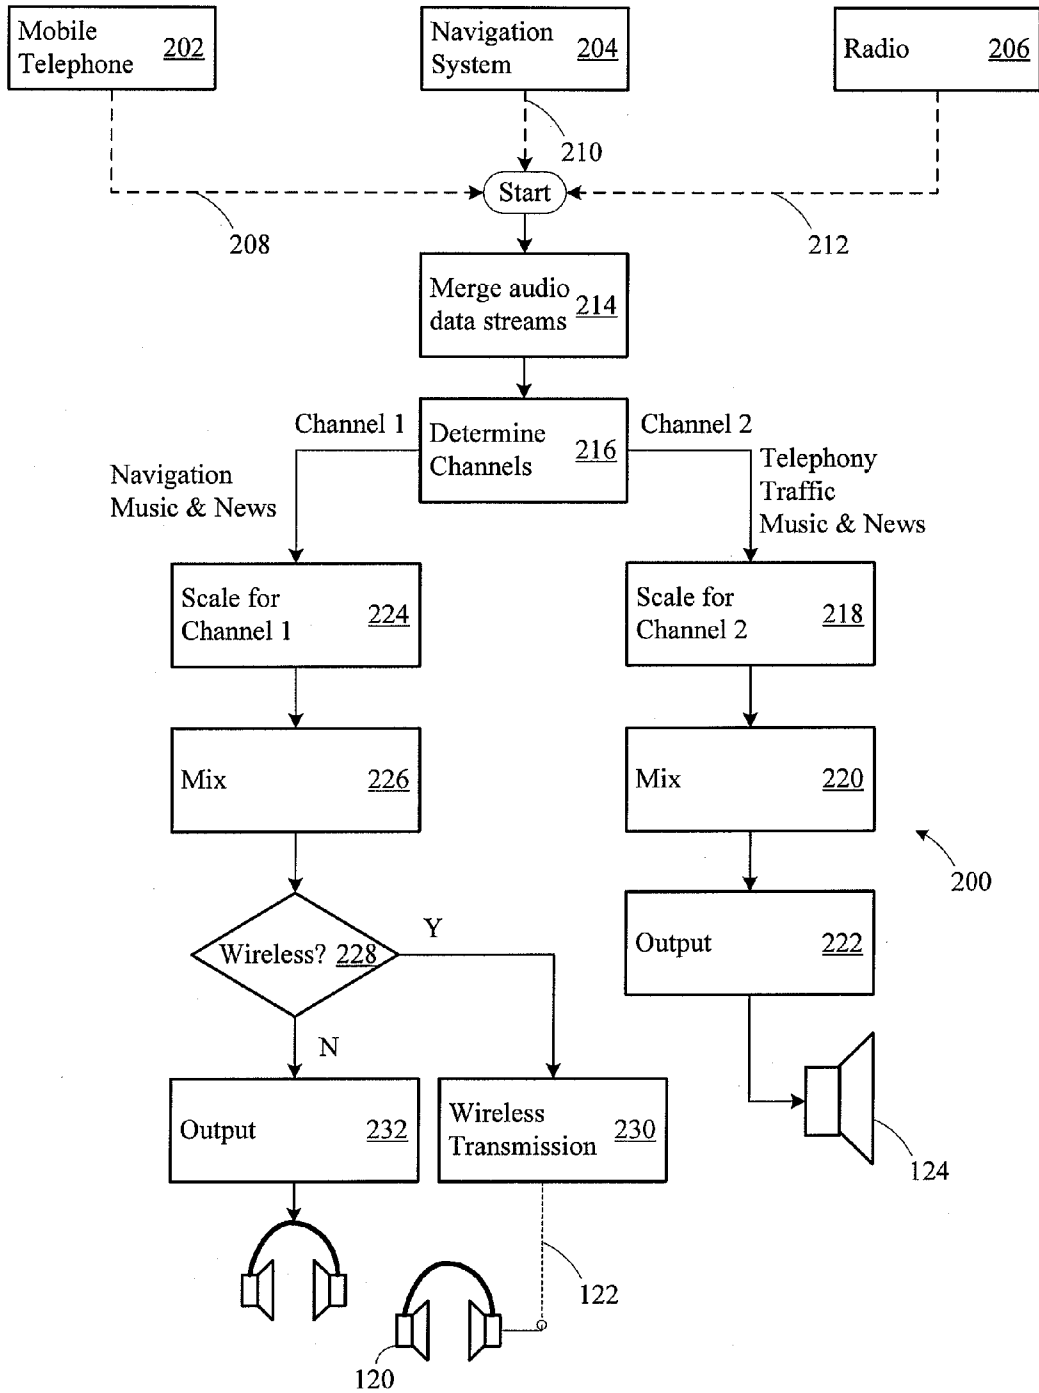 Mobile
Telephone 202
Navigation
System 204
Radio 206
210
Start
208
212
Merge audio
data streams 214
Channel 1
Determine
Channels 216
Channel 2
Navigation
Music & News
Telephony
Traffic
Music & News
Scale for
Channel 1 224
Scale for
Channel 2 218
Mix 226
Mix 220
200
Wireless? 228
Y
N
Output 222
Output 232
Wireless
Transmission 230
124
122
120